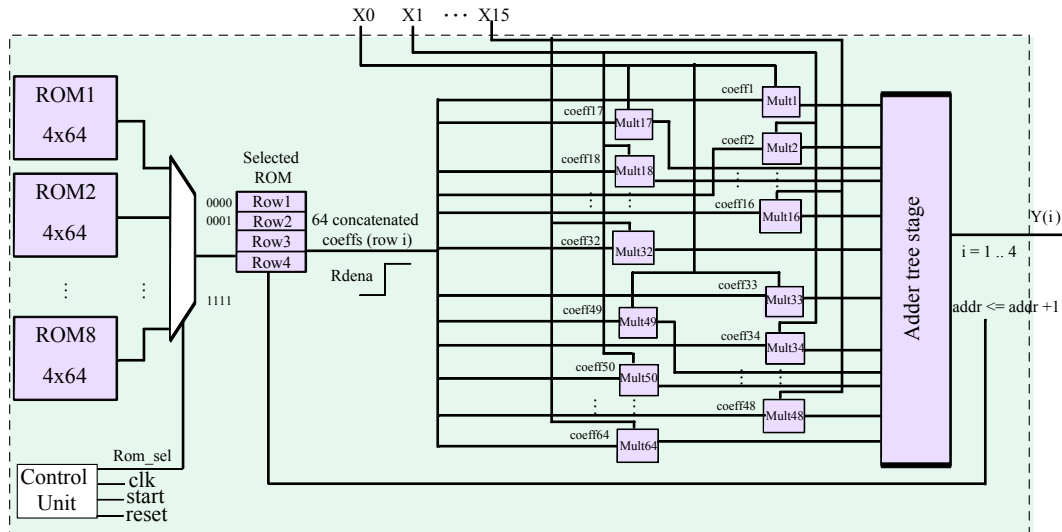 X0 X1 ··· X15
ROM1
4x64
ROM2
4x64
ROM8
4x64
Selected
ROM
0000
0001
1111
Row1
Row2
Row3
Row4
64 concatenated
coeffs (row i)
Rdena
coeff1
Mult1
coeff17
Mult17
coeff2
Mult2
coeff18
Mult18
coeff16
Mult16
coeff32
Mult32
coeff33
Mult33
coeff49
Mult49
coeff34
Mult34
coeff50
Mult50
coeff48
Mult48
coeff64
Mult64
Adder tree stage
Y(i)
i = 1 .. 4
addr <= addr +1
Rom_sel
Control
Unit
clk
start
reset